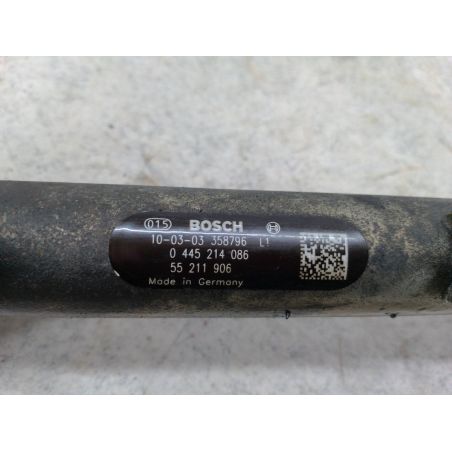 015 BOSCH
10-03-03 358796 L1
0 445 214 086
55 211 906
Made in Germany